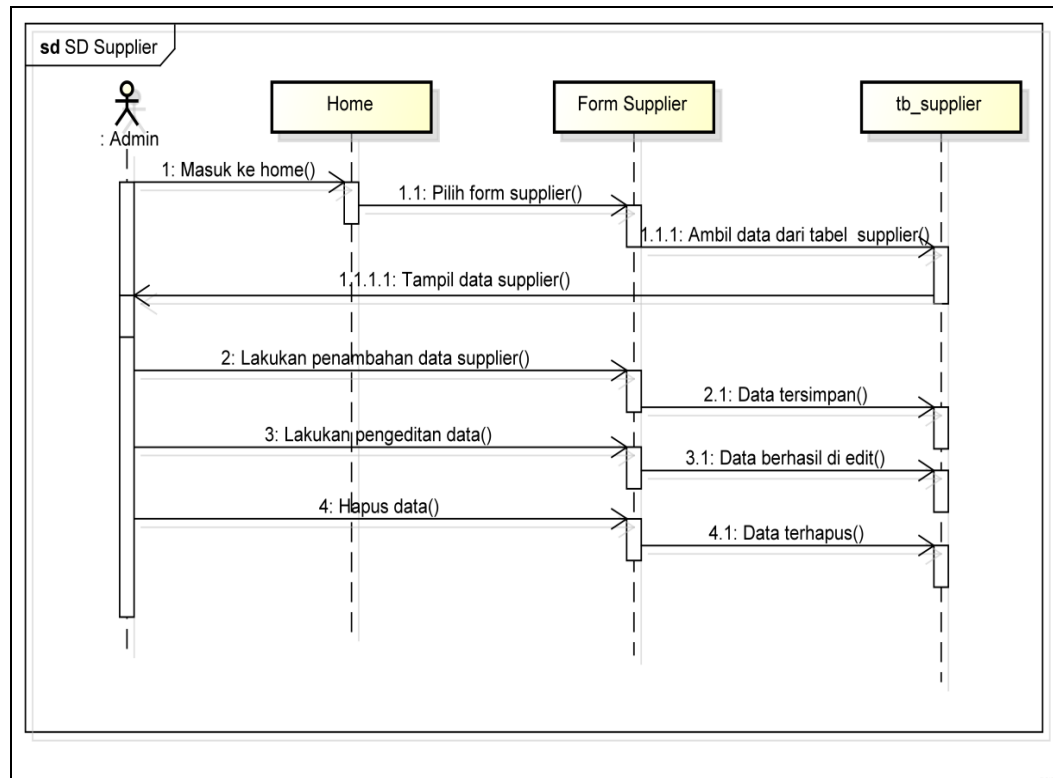 sd SD Supplier
Home
Form Supplier
tb_supplier
: Admin
1: Masuk ke home()
1.1: Pilih form supplier()
1.1.1: Ambil data dari tabel supplier()
1.1.1.1: Tampil data supplier()
2: Lakukan penambahan data supplier()
2.1: Data tersimpan()
3: Lakukan pengeditan data()
3.1: Data berhasil di edit()
4: Hapus data()
4.1: Data terhapus()